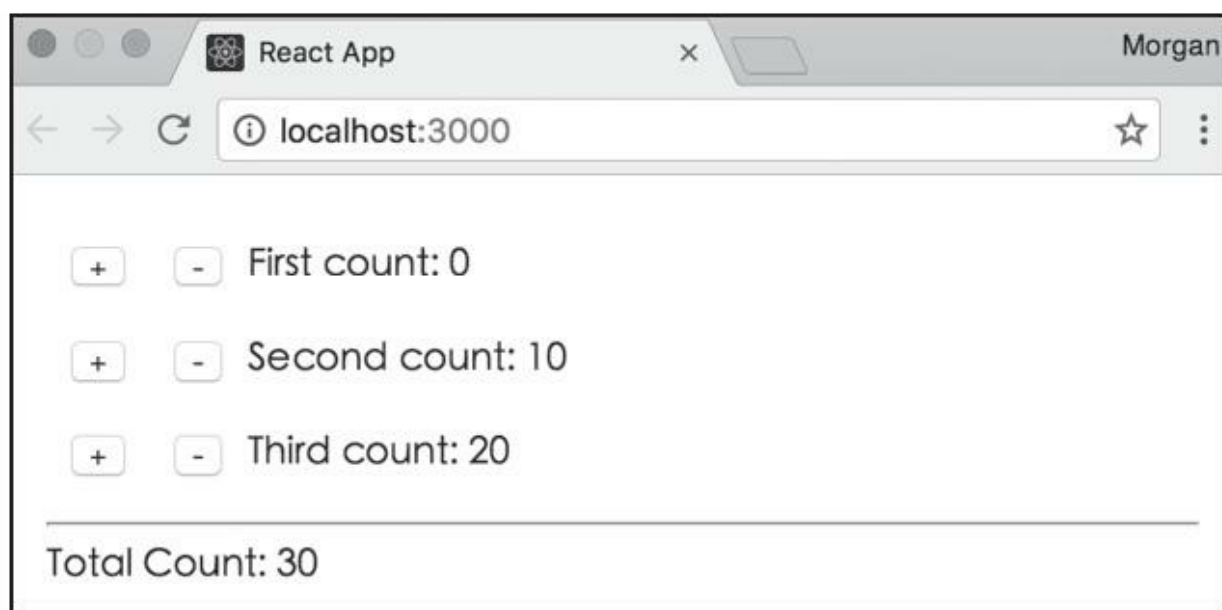 React App ×
Morgan
localhost:3000
+ - First count: 0
+ - Second count: 10
+ - Third count: 20
Total Count: 30